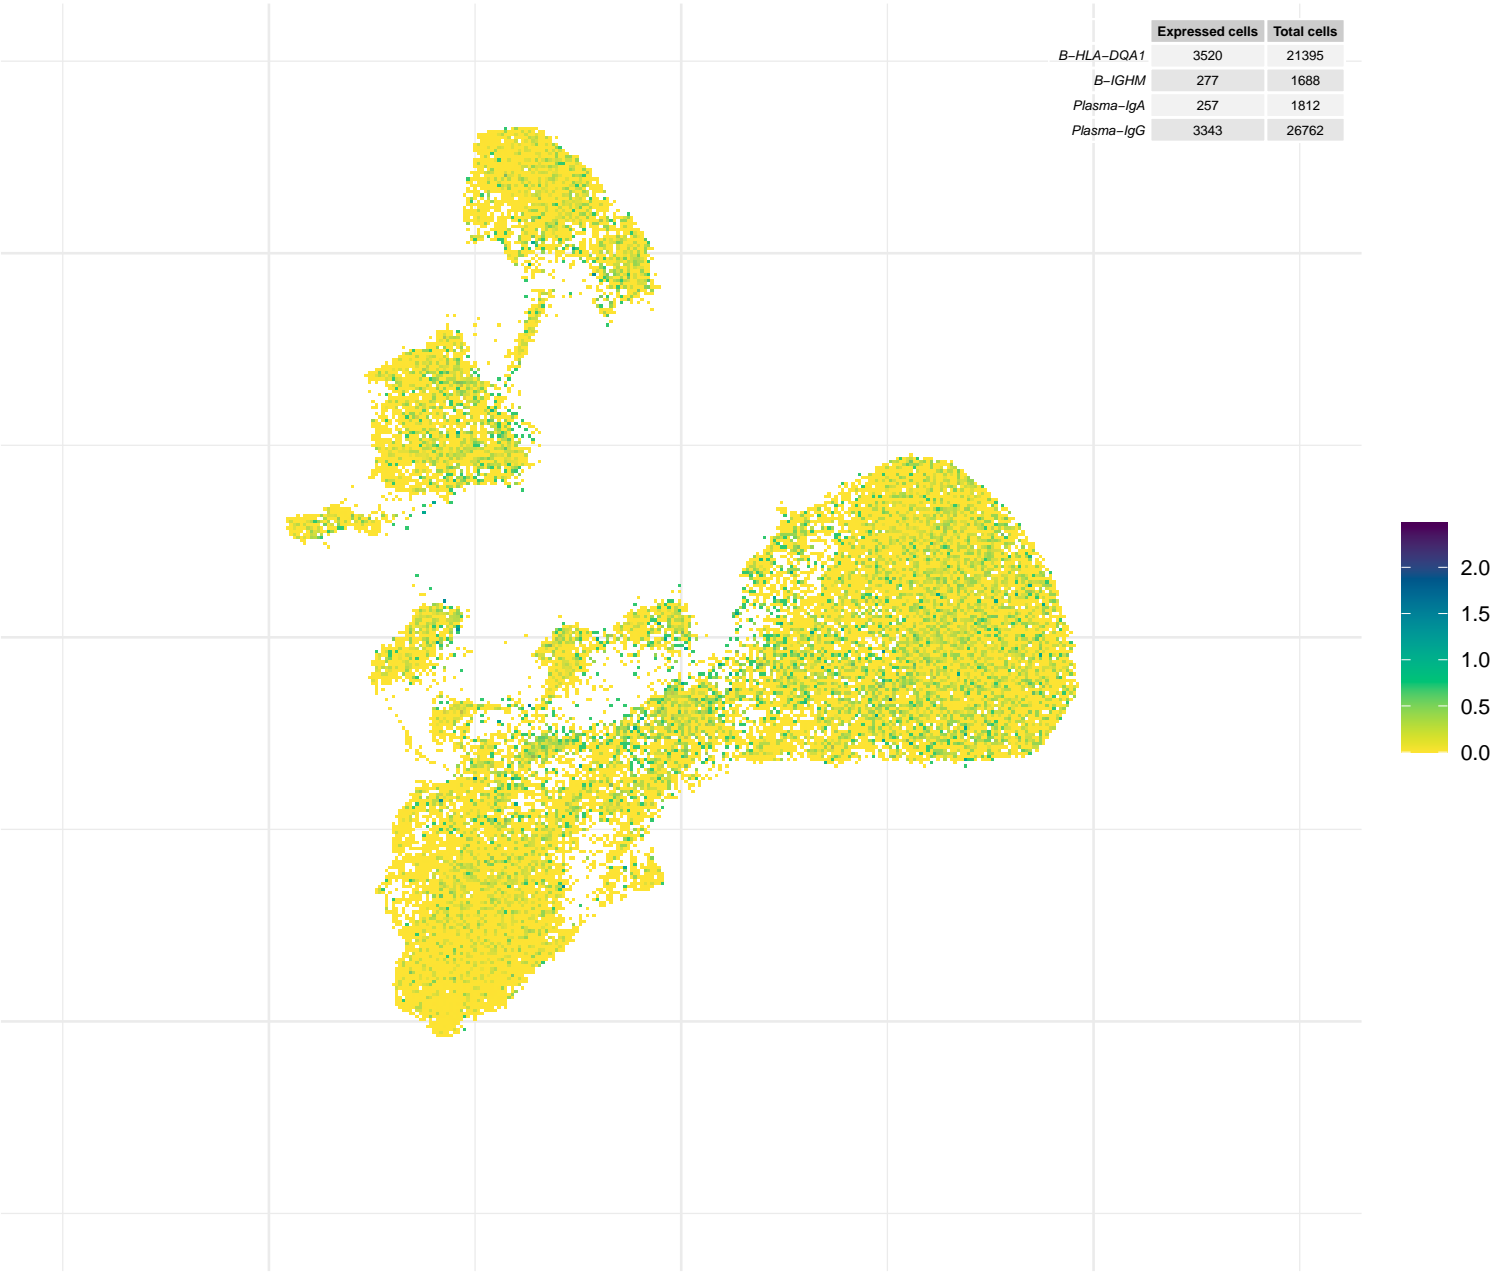 Expressed cells Total cells
B−HLA−DQA1 3520 21395
B−IGHM 277 1688
Plasma−IgA 257 1812
Plasma−IgG 3343 26762
2.0
1.5
1.0
0.5
0.0